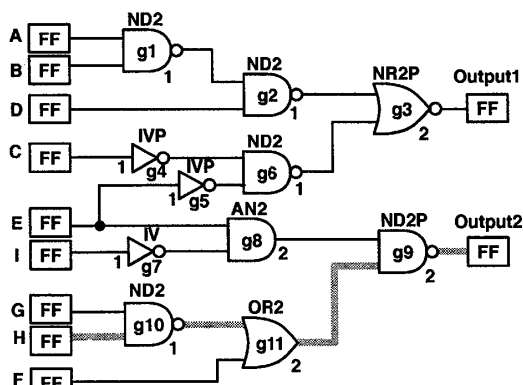 ND2
A FF g1
B FF 1
ND2
D FF g2 1
NR2P
g3 2
Output1
FF
C FF 1 IVP g4
ND2
g6 1
IVP
1 g5
E FF
AN2
g8 2
I FF 1 IV g7
ND2P
g9 2
Output2
FF
ND2
G FF g10
H FF 1
OR2
g11 2
F FF